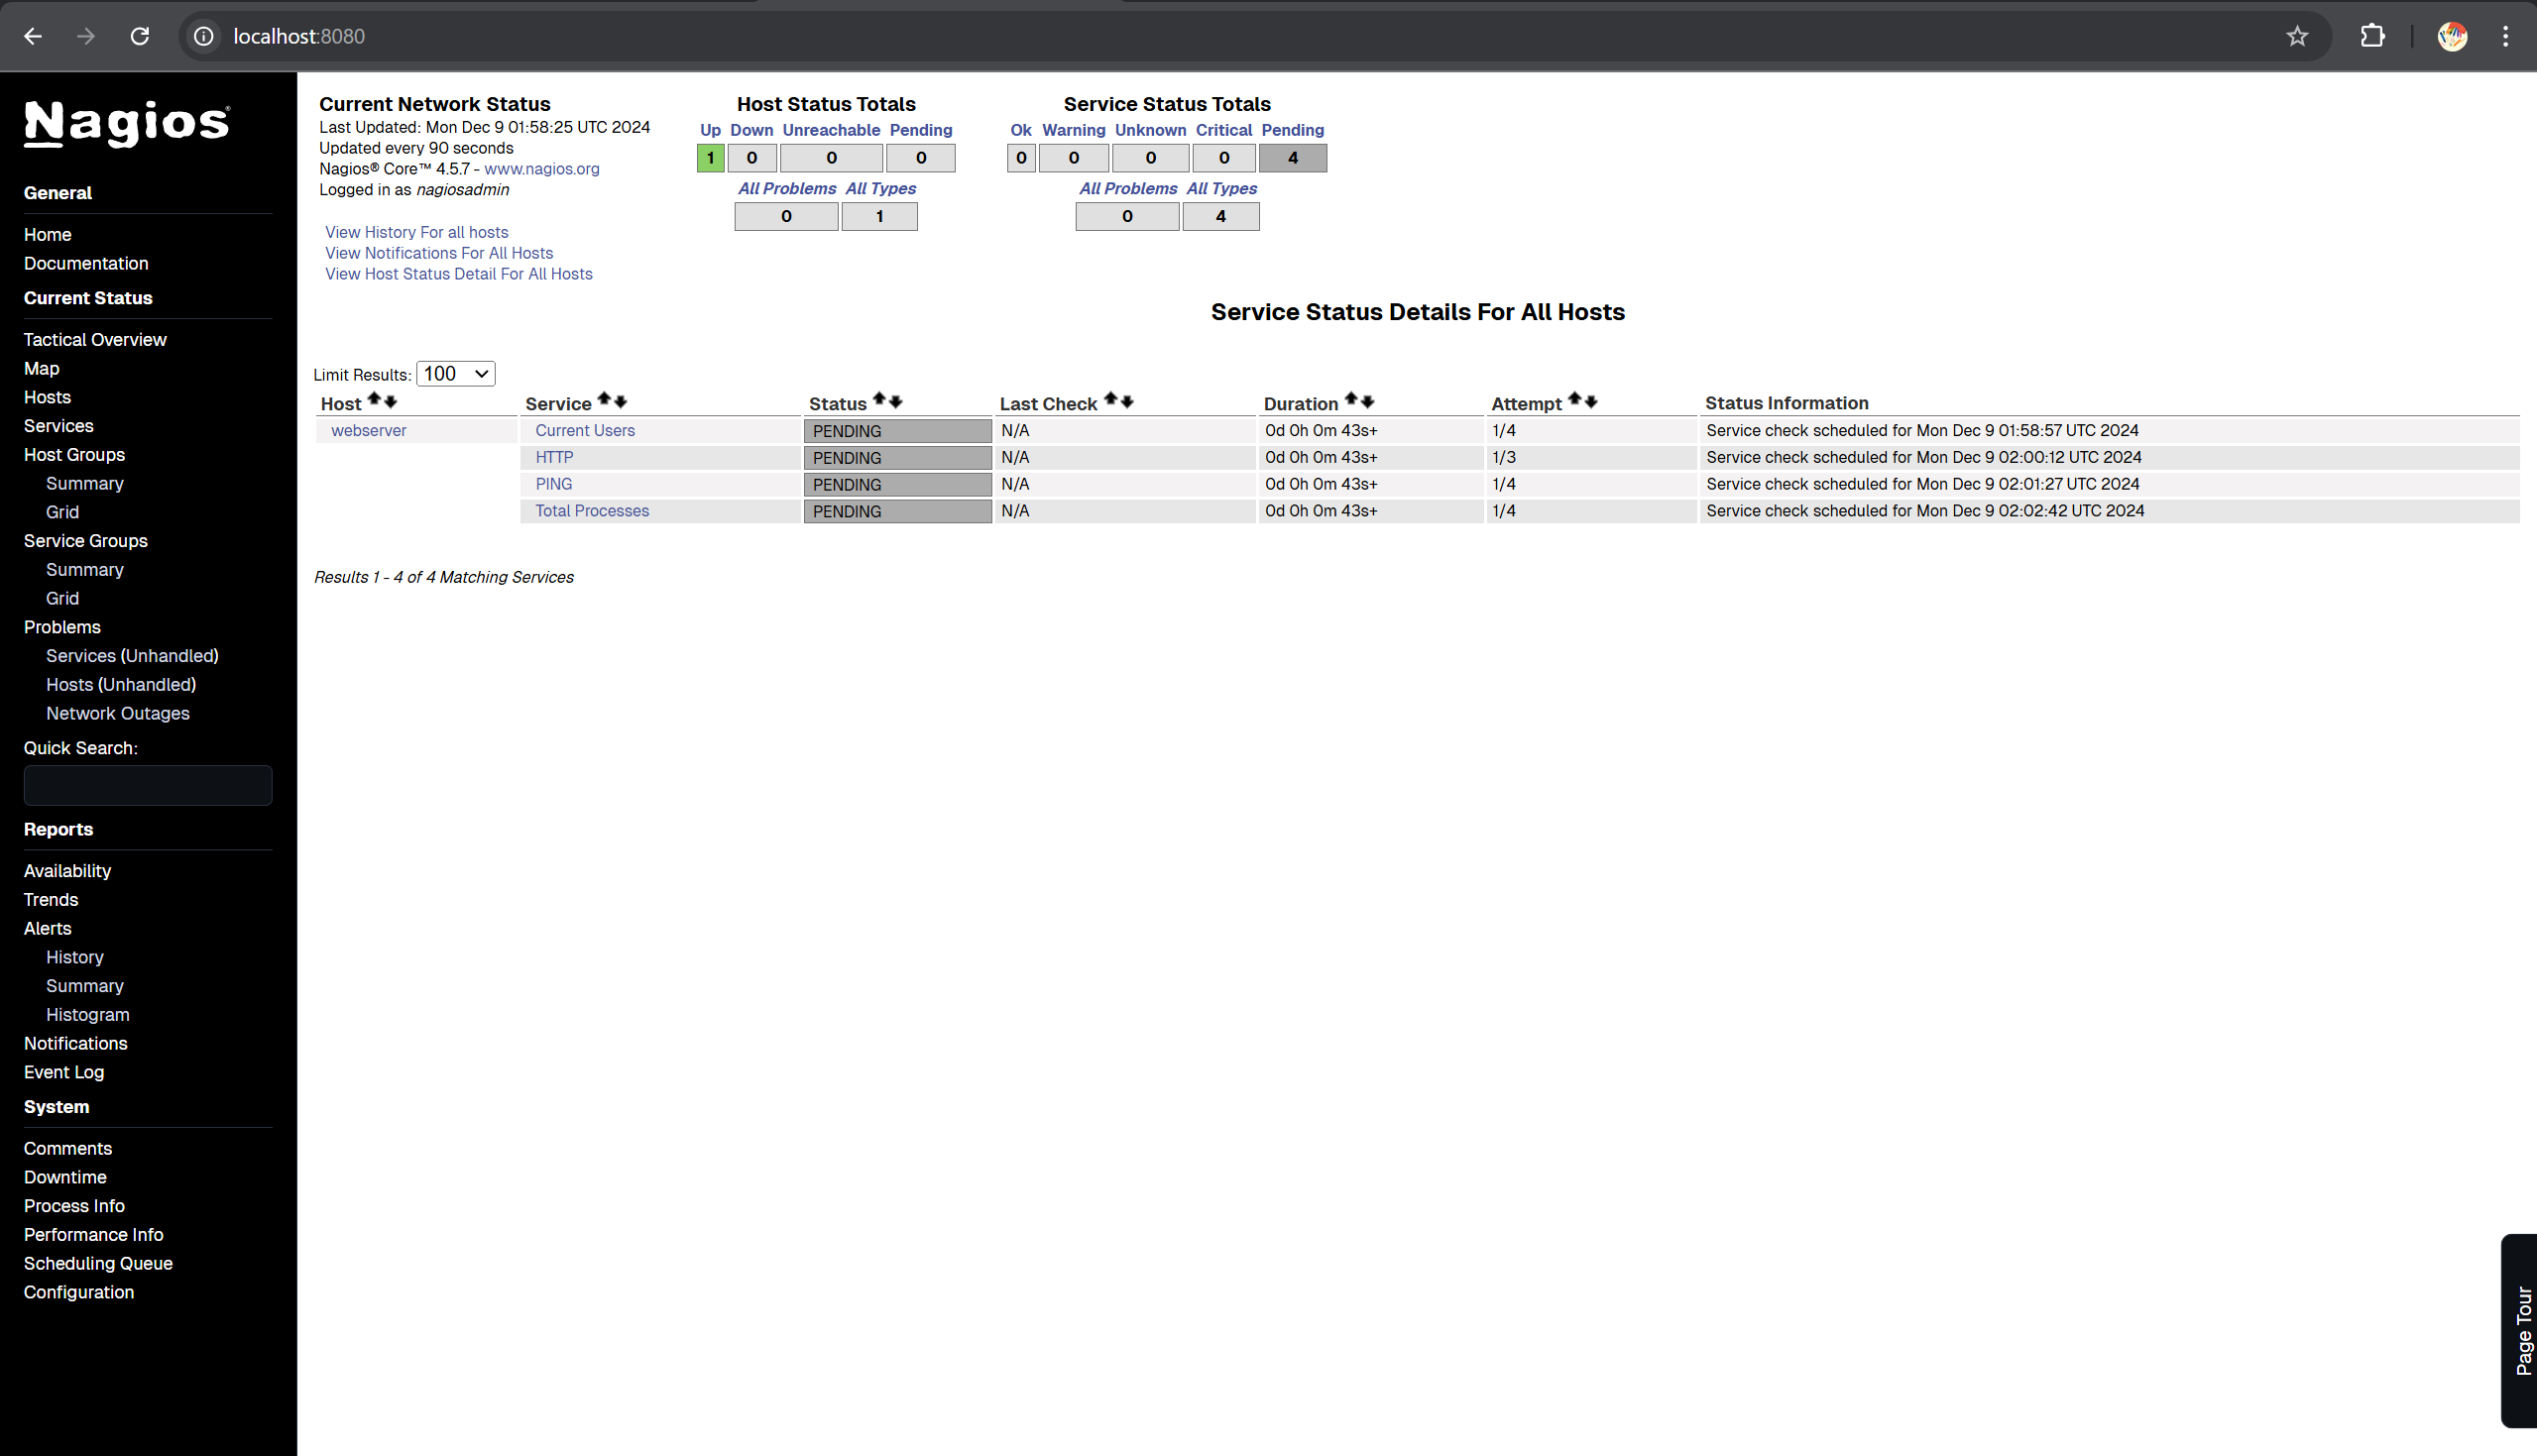 localhost:8080
Nagios®
General
Home
Documentation
Current Status
Tactical Overview
Map
Hosts
Services
Host Groups
Summary
Grid
Service Groups
Summary
Grid
Problems
Services (Unhandled)
Hosts (Unhandled)
Network Outages
Quick Search:
Reports
Availability
Trends
Alerts
History
Summary
Histogram
Notifications
Event Log
System
Comments
Downtime
Process Info
Performance Info
Scheduling Queue
Configuration
Current Network Status
Last Updated: Mon Dec 9 01:58:25 UTC 2024
Updated every 90 seconds
Nagios® Core™ 4.5.7 - www.nagios.org
Logged in as nagiosadmin
View History For all hosts
View Notifications For All Hosts
View Host Status Detail For All Hosts
Host Status Totals
Up Down Unreachable Pending
1 0 0 0
All Problems All Types
0 1
Service Status Totals
Ok Warning Unknown Critical Pending
0 0 0 0 4
All Problems All Types
0 4
Service Status Details For All Hosts
Limit Results: 100
Host Service Status Last Check Duration Attempt Status Information
webserver Current Users PENDING N/A 0d 0h 0m 43s+ 1/4 Service check scheduled for Mon Dec 9 01:58:57 UTC 2024
HTTP PENDING N/A 0d 0h 0m 43s+ 1/3 Service check scheduled for Mon Dec 9 02:00:12 UTC 2024
PING PENDING N/A 0d 0h 0m 43s+ 1/4 Service check scheduled for Mon Dec 9 02:01:27 UTC 2024
Total Processes PENDING N/A 0d 0h 0m 43s+ 1/4 Service check scheduled for Mon Dec 9 02:02:42 UTC 2024
Results 1 - 4 of 4 Matching Services
Page Tour